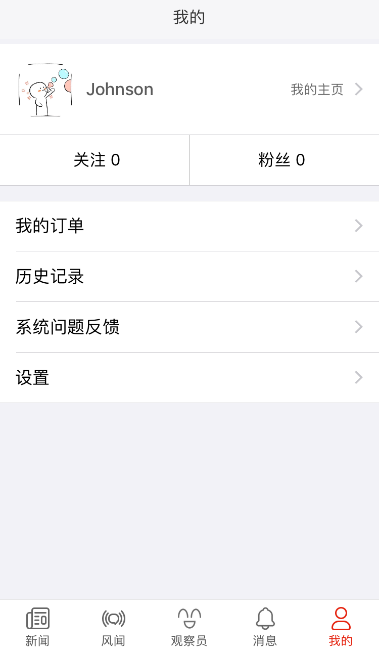 我的
Johnson
我的主页
关注 0
粉丝 0
我的订单
历史记录
系统问题反馈
设置
新闻
风闻
观察员
消息
我的